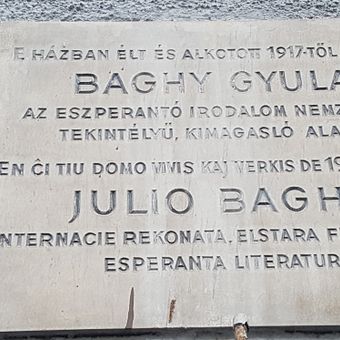 E HÁZBAN ÉLT ÉS ALKOTOTT 1917-TŐL
BAGHY GYULA
AZ ESZPERANTÓ IRODALOM NEMZ
TEKINTÉLYŰ, KIMAGASLÓ ALA
EN ĈI TIU DOMO VIVIS KAJ VERKIS DE 19
JULIO BAGH
INTERNACIE REKONATA, ELSTARA FI
ESPERANTA LITERATUR